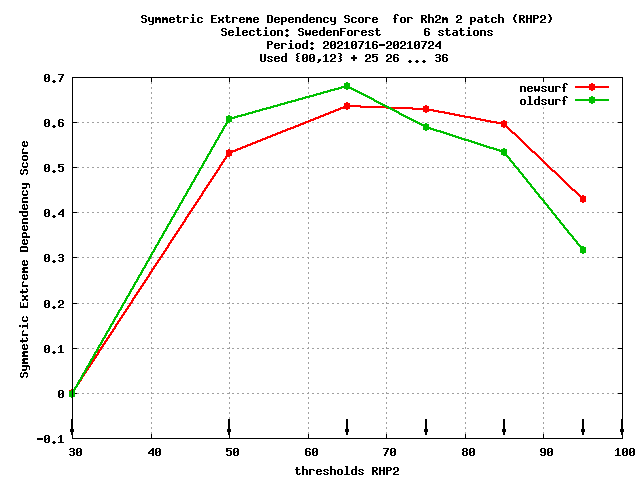 Symmetric Extreme Dependency Score  for Rh2m 2 patch (RHP2)
Selection: SwedenForest      6 stations
Period: 20210716-20210724
Used {00,12} + 25 26 ... 36
newsurf
oldsurf
0.7
0.6
0.5
0.4
0.3
0.2
0.1
0
-0.1
Symmetric Extreme Dependency Score
30 40 50 60 70 80 90 100
thresholds RHP2